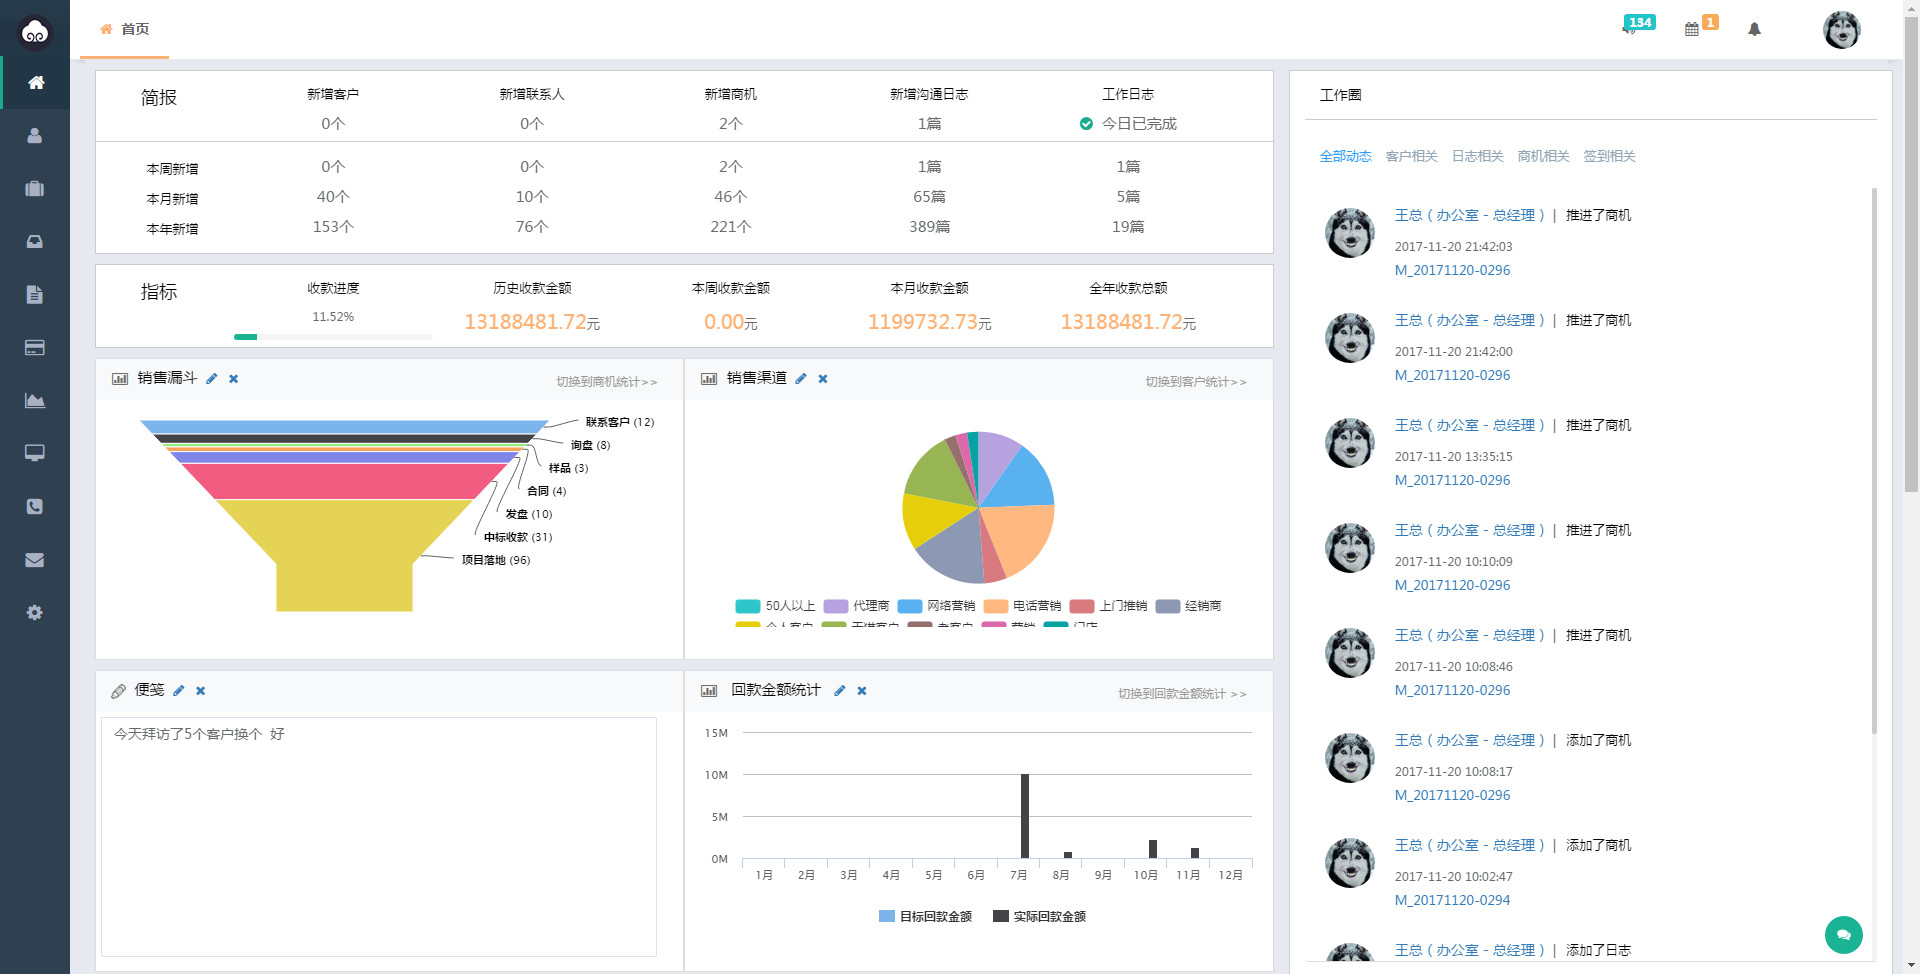 首页
134
1
简报
新增客户 新增联系人 新增商机 新增沟通日志 工作日志
0个 0个 2个 1篇 今日已完成
本周新增 0个 0个 2个 1篇 1篇
本月新增 40个 10个 46个 65篇 5篇
本年新增 153个 76个 221个 389篇 19篇
指标
收款进度 历史收款金额 本周收款金额 本月收款金额 全年收款总额
11.52% 13188481.72元 0.00元 1199732.73元 13188481.72元
销售漏斗 切换到商机统计>>
联系客户 (12)
询盘 (8)
样品 (3)
合同 (4)
发盘 (10)
中标收款 (31)
项目落地 (96)
销售渠道 切换到客户统计>>
50人以上 代理商 网络营销 电话营销 上门推销 经销商
个人客户 天猫客户 老客户 营销 门店
便笺
今天拜访了5个客户换个 好
回款金额统计 切换到回款金额统计 >>
15M
10M
5M
0M
1月 2月 3月 4月 5月 6月 7月 8月 9月 10月 11月 12月
目标回款金额 实际回款金额
工作圈
全部动态 客户相关 日志相关 商机相关 签到相关
王总 ( 办公室 - 总经理 ) | 推进了商机
2017-11-20 21:42:03
M_20171120-0296
王总 ( 办公室 - 总经理 ) | 推进了商机
2017-11-20 21:42:00
M_20171120-0296
王总 ( 办公室 - 总经理 ) | 推进了商机
2017-11-20 13:35:15
M_20171120-0296
王总 ( 办公室 - 总经理 ) | 推进了商机
2017-11-20 10:10:09
M_20171120-0296
王总 ( 办公室 - 总经理 ) | 推进了商机
2017-11-20 10:08:46
M_20171120-0296
王总 ( 办公室 - 总经理 ) | 添加了商机
2017-11-20 10:08:17
M_20171120-0296
王总 ( 办公室 - 总经理 ) | 添加了商机
2017-11-20 10:02:47
M_20171120-0294
王总 ( 办公室 - 总经理 ) | 添加了日志